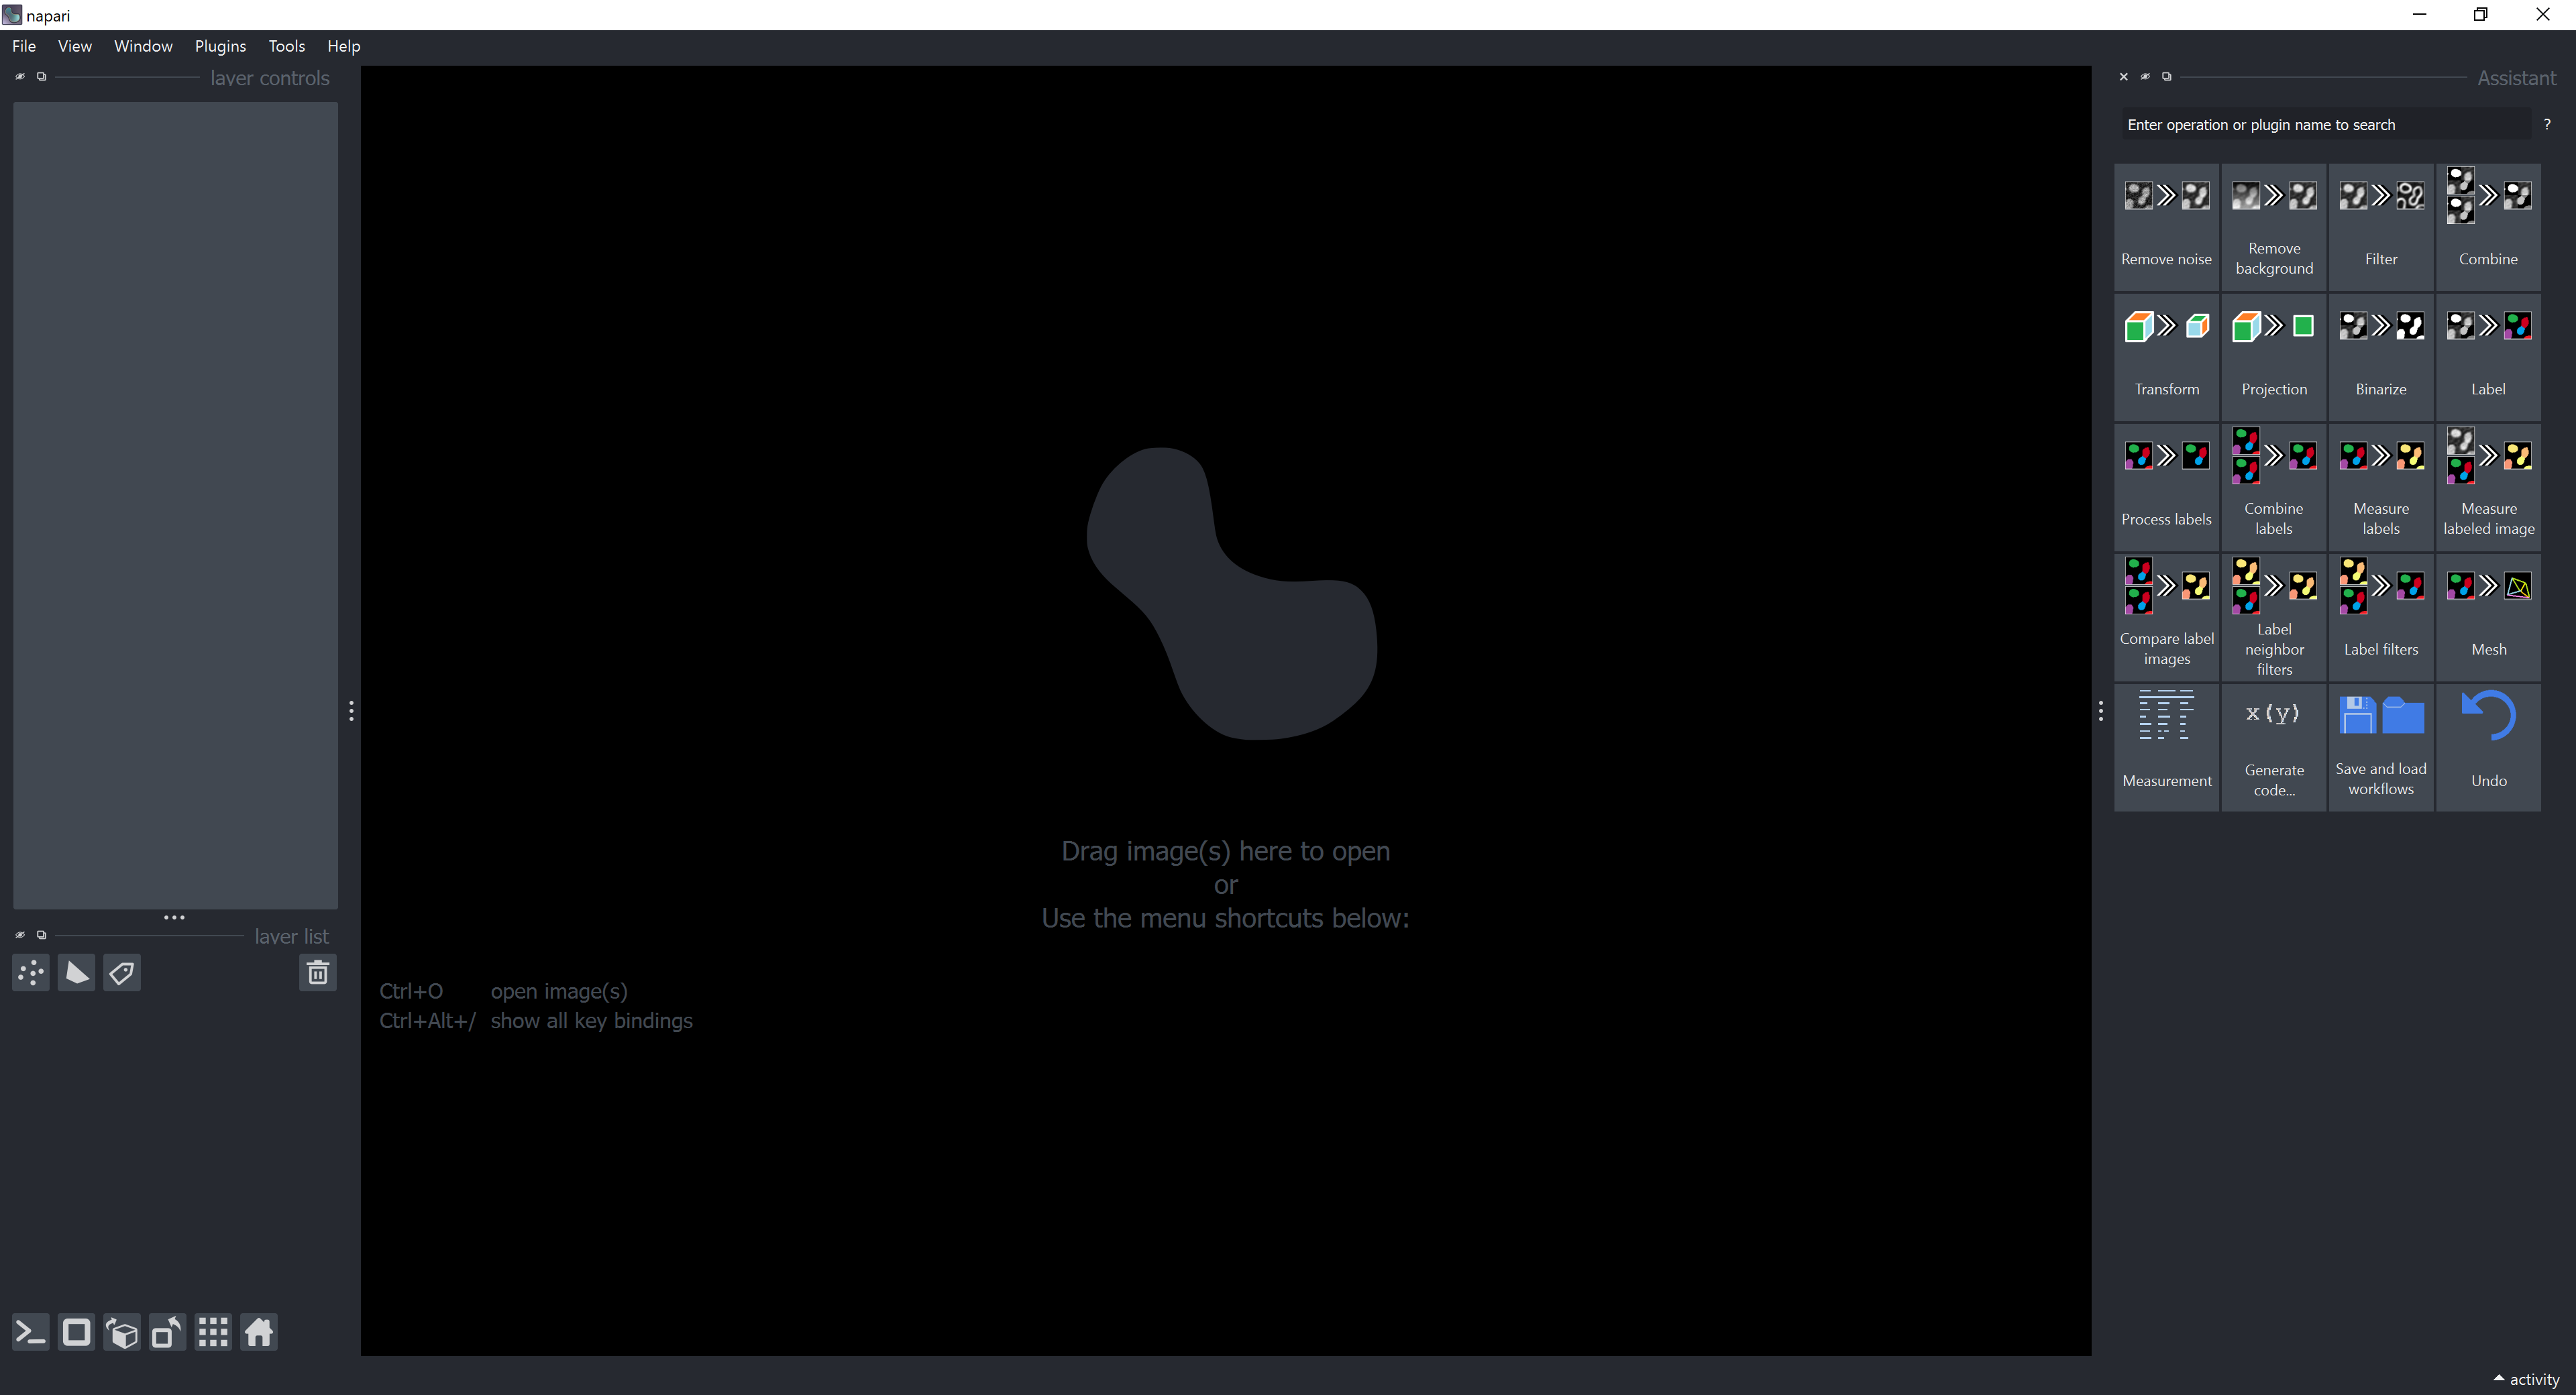 napari
File View Window Plugins Tools Help
layer controls
Assistant
Enter operation or plugin name to search
?
Remove noise
Remove
background
Filter
Combine
Transform
Projection
Binarize
Label
Process labels
Combine
labels
Measure
labels
Measure
labeled image
Compare label
images
Label
neighbor
filters
Label filters
Mesh
x(y)
Measurement
Generate
code...
Save and load
workflows
Undo
Drag image(s) here to open
or
Use the menu shortcuts below:
Ctrl+O open image(s)
Ctrl+Alt+/ show all key bindings
layer list
activity